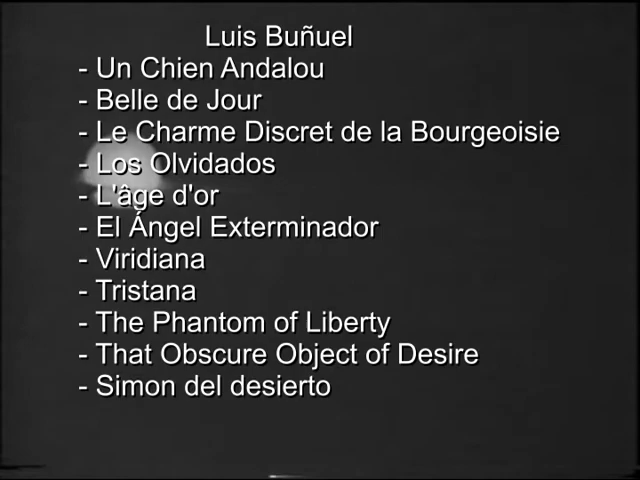 Luis Buñuel
- Un Chien Andalou
- Belle de Jour
- Le Charme Discret de la Bourgeoisie
- Los Olvidados
- L'âge d'or
- El Ángel Exterminador
- Viridiana
- Tristana
- The Phantom of Liberty
- That Obscure Object of Desire
- Simon del desierto